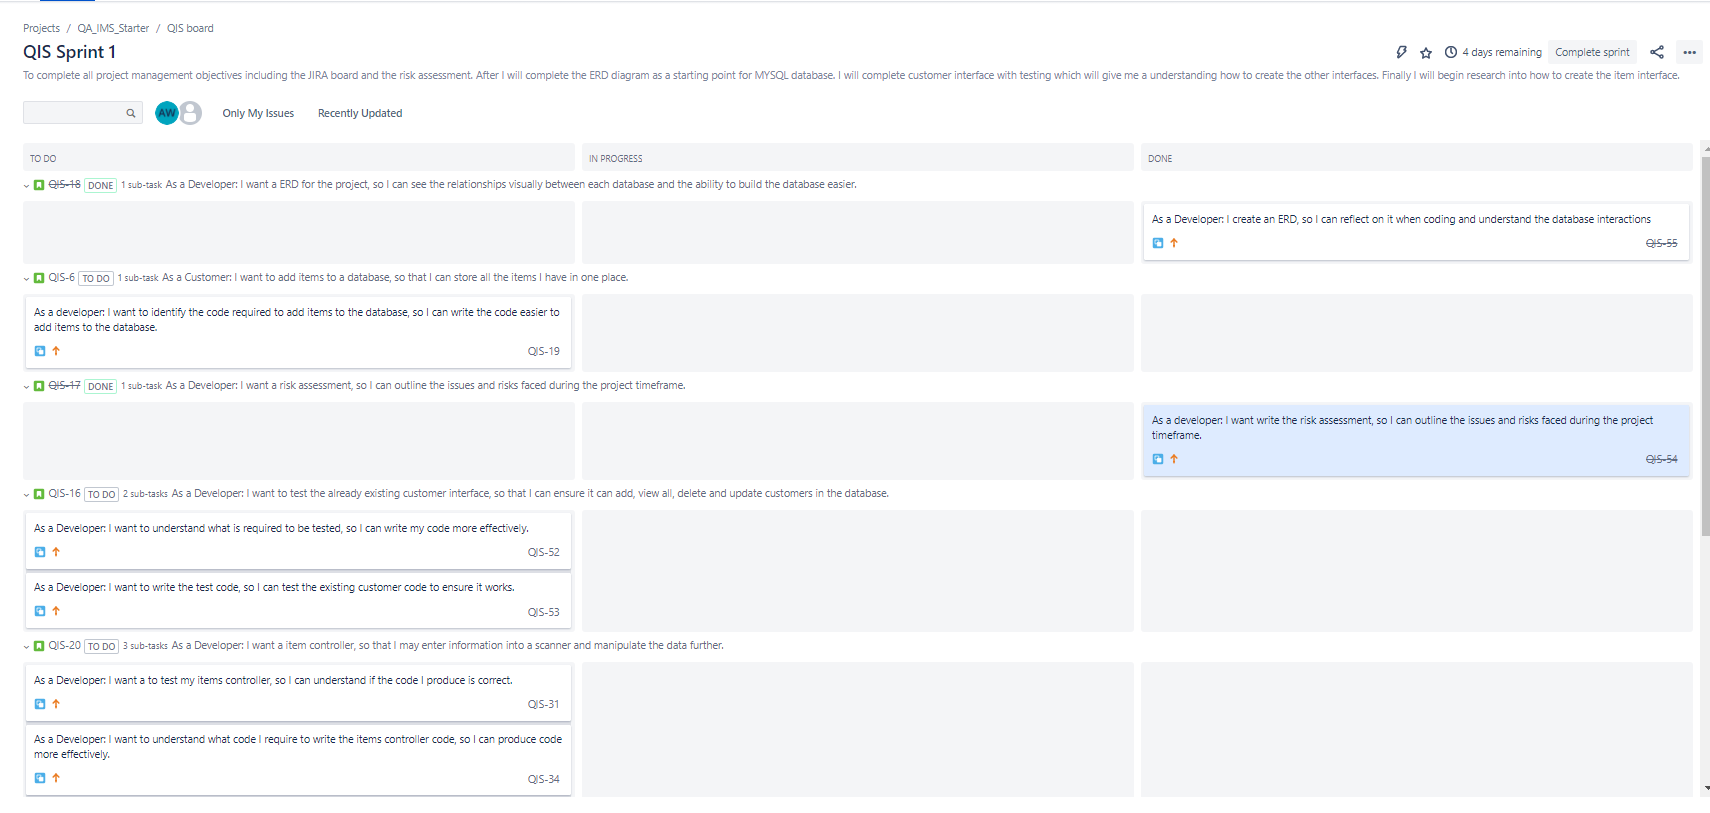 Projects / QA_IMS_Starter / QIS board
QIS Sprint 1
4 days remaining Complete sprint
To complete all project management objectives including the JIRA board and the risk assessment. After I will complete the ERD diagram as a starting point for MYSQL database. I will complete customer interface with testing which will give me a understanding how to create the other interfaces. Finally I will begin research into how to create the item interface.
AW Only My Issues Recently Updated
TO DO IN PROGRESS DONE
QIS-18 DONE 1 sub-task As a Developer: I want a ERD for the project, so I can see the relationships visually between each database and the ability to build the database easier.
As a Developer: I create an ERD, so I can reflect on it when coding and understand the database interactions
QIS-55
QIS-6 TO DO 1 sub-task As a Customer: I want to add items to a database, so that I can store all the items I have in one place.
As a developer: I want to identify the code required to add items to the database, so I can write the code easier to
add items to the database.
QIS-19
QIS-17 DONE 1 sub-task As a Developer: I want a risk assessment, so I can outline the issues and risks faced during the project timeframe.
As a developer: I want write the risk assessment, so I can outline the issues and risks faced during the project
timeframe.
QIS-54
QIS-16 TO DO 2 sub-tasks As a Developer: I want to test the already existing customer interface, so that I can ensure it can add, view all, delete and update customers in the database.
As a Developer: I want to understand what is required to be tested, so I can write my code more effectively.
QIS-52
As a Developer: I want to write the test code, so I can test the existing customer code to ensure it works.
QIS-53
QIS-20 TO DO 3 sub-tasks As a Developer: I want a item controller, so that I may enter information into a scanner and manipulate the data further.
As a Developer: I want a to test my items controller, so I can understand if the code I produce is correct.
QIS-31
As a Developer: I want to understand what code I require to write the items controller code, so I can produce code
more effectively.
QIS-34